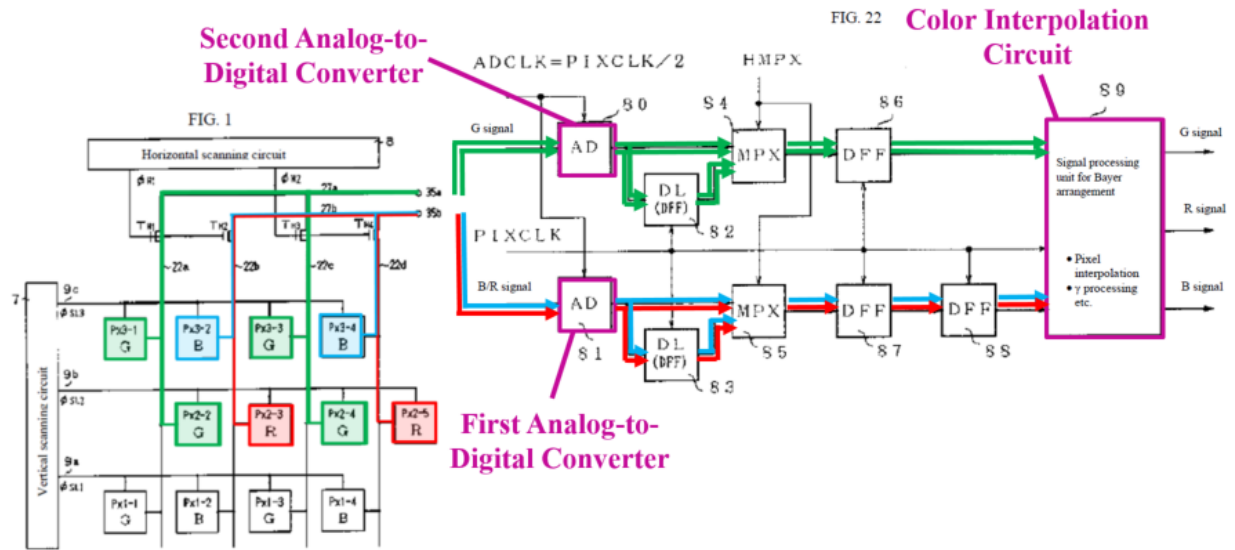 FIG. 22
Color Interpolation
Circuit
Second Analog-to-
Digital Converter
ADCLK=PIXCLK/2
HMPX
80
84
86
89
FIG. 1
G signal
AD
MPX
DFF
G signal
Horizontal scanning circuit
8
Signal processing
unit for Bayer
arrangement
φH1
φH2
27a
35a
27b
35b
DL
(DFF)
82
R signal
TH1
TH2
TH3
TH4
PIXCLK
22a
22b
22c
22d
• Pixel
interpolation
• γ processing
etc.
7
9c
φSL3
B/R signal
AD
MPX
DFF
DFF
B signal
Px3-1
G
Px3-2
B
Px3-3
G
Px3-4
B
81
DL
(DFF)
83
85
87
88
Vertical scanning circuit
9b
φSL2
Px2-2
G
Px2-3
R
Px2-4
G
Px2-5
R
First Analog-to-
Digital Converter
9a
φSL1
Px1-1
G
Px1-2
B
Px1-3
G
Px1-4
B